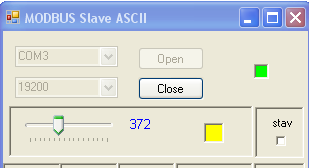 MODBUS Slave ASCII
COM3
Open
19200
Close
372
stav